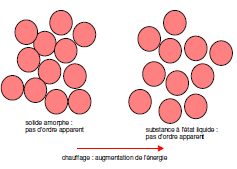 solide amorphe :
pas d'ordre apparent
substance à l'état liquide :
pas d'ordre apparent
chauffage : augmentation de l'énergie